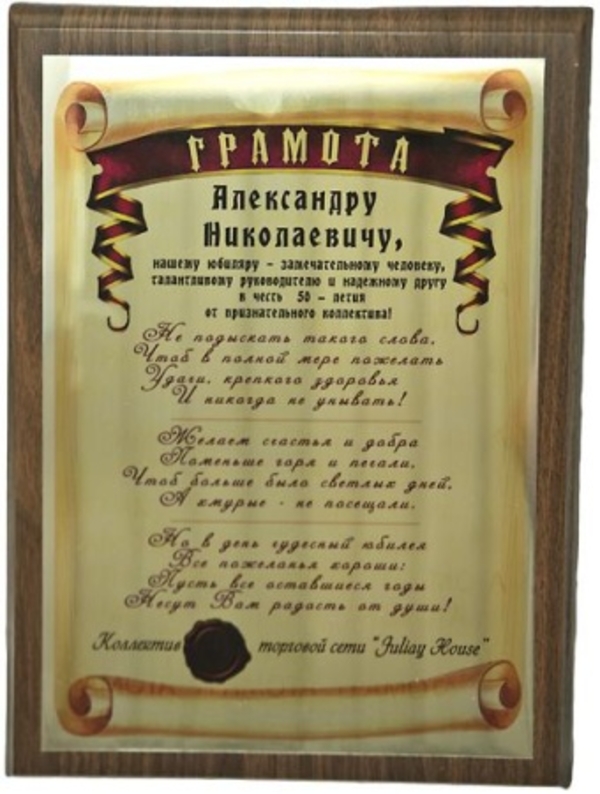 ГРАМОТА
Александру
Николаевичу,
нашему юбиляру - замечательному человеку,
талантливому руководителю и надежному другу
в честь 50 - летия
от признательного коллектива!
Не подыскать такого слова,
Чтоб в полной мере пожелать
Удачи, крепкого здоровья
И никогда не унывать!
Желаем счастья и добра
Поменьше горя и печали,
Чтоб больше было светлых дней,
А хмурые - не посещали.
Но в день чудесный юбилея
Все пожеланья хороши:
Пусть все оставшиеся годы
Несут Вам радость от души!
Коллектив торговой сети "Juliay House"